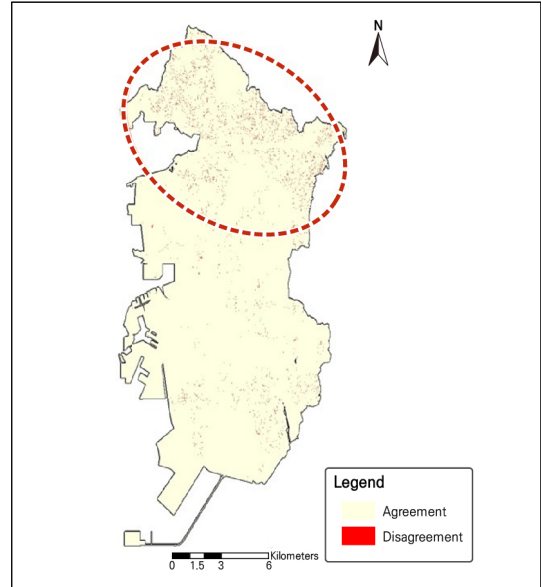 N
Legend
Agreement
Disagreement
Kilometers
0 1.5 3 6